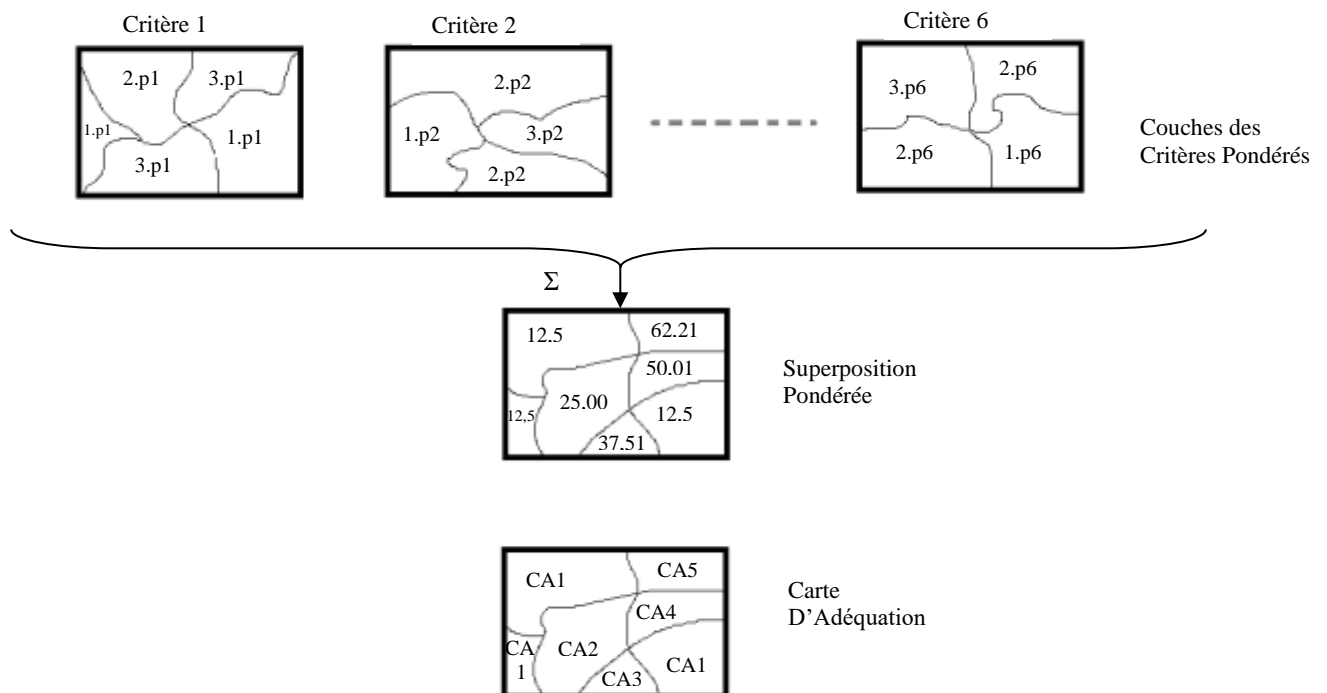 Critère 1
Critère 2
Critère 6
2.p1
3.p1
1.p1
1.p1
3.p1
2.p2
1.p2
3.p2
2.p2
3.p6
2.p6
2.p6
1.p6
Couches des
Critères Pondérés
Σ
12.5
62.21
50.01
25.00
12,5
12.5
37.51
Superposition
Pondérée
CA1
CA5
CA4
CA
1
CA2
CA1
CA3
Carte
D’Adéquation